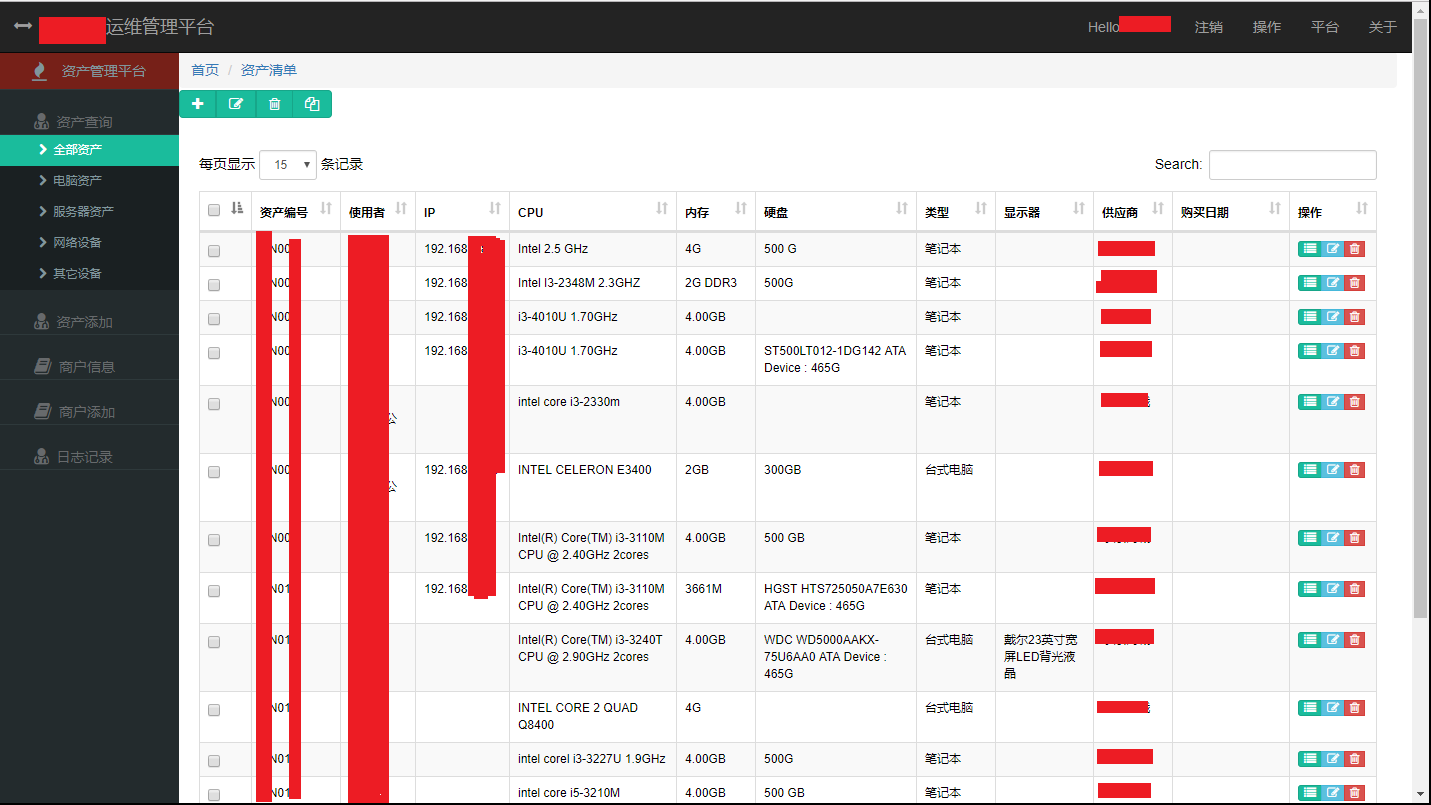 运维管理平台
Hello 注销 操作 平台 关于
资产管理平台
首页 / 资产清单
资产查询
全部资产
电脑资产
服务器资产
网络设备
其它设备
资产添加
商户信息
商户添加
日志记录
每页显示 15 条记录
Search:
资产编号 使用者 IP CPU 内存 硬盘 类型 显示器 供应商 购买日期 操作
N00 192.168 Intel 2.5 GHz 4G 500 G 笔记本
N00 192.168 Intel I3-2348M 2.3GHZ 2G DDR3 500G 笔记本
N00 192.168 i3-4010U 1.70GHz 4.00GB 笔记本
N00 192.168 i3-4010U 1.70GHz 4.00GB ST500LT012-1DG142 ATA 笔记本
Device : 465G
N00 intel core i3-2330m 4.00GB 笔记本
公
N00 192.168 INTEL CELERON E3400 2GB 300GB 台式电脑
公
N00 192.168 Intel(R) Core(TM) i3-3110M 4.00GB 500 GB 笔记本
CPU @ 2.40GHz 2cores
N01 192.168 Intel(R) Core(TM) i3-3110M 3661M HGST HTS725050A7E630 笔记本
CPU @ 2.40GHz 2cores ATA Device : 465G
N01 Intel(R) Core(TM) i3-3240T 4.00GB WDC WD5000AAKX- 台式电脑 戴尔23英寸宽
CPU @ 2.90GHz 2cores 75U6AA0 ATA Device : 屏LED背光液
465G 晶
N01 INTEL CORE 2 QUAD 4G 台式电脑
Q8400
N01 intel corel i3-3227U 1.9GHz 4.00GB 500G 笔记本
N01 intel core i5-3210M 4.00GB 500 GB 笔记本